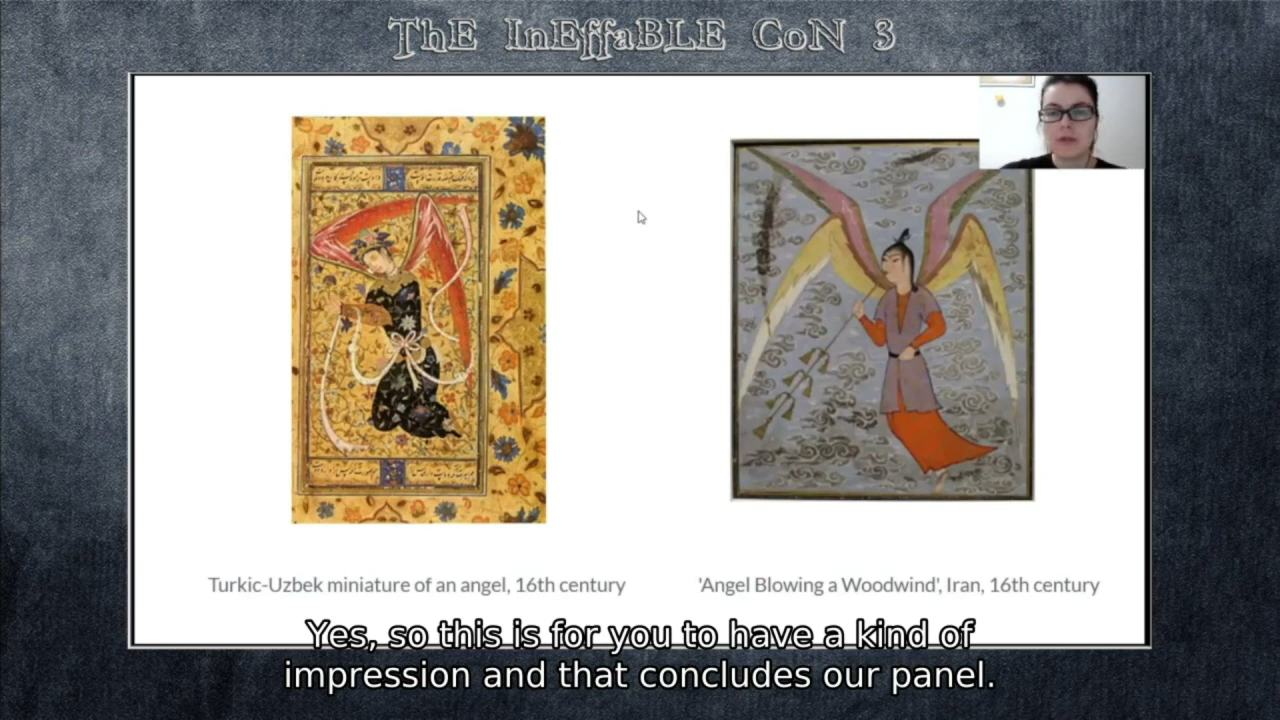 ThE InEffaBLE CoN 3
Turkic-Uzbek miniature of an angel, 16th century
'Angel Blowing a Woodwind', Iran, 16th century
Yes, so this is for you to have a kind of
impression and that concludes our panel.